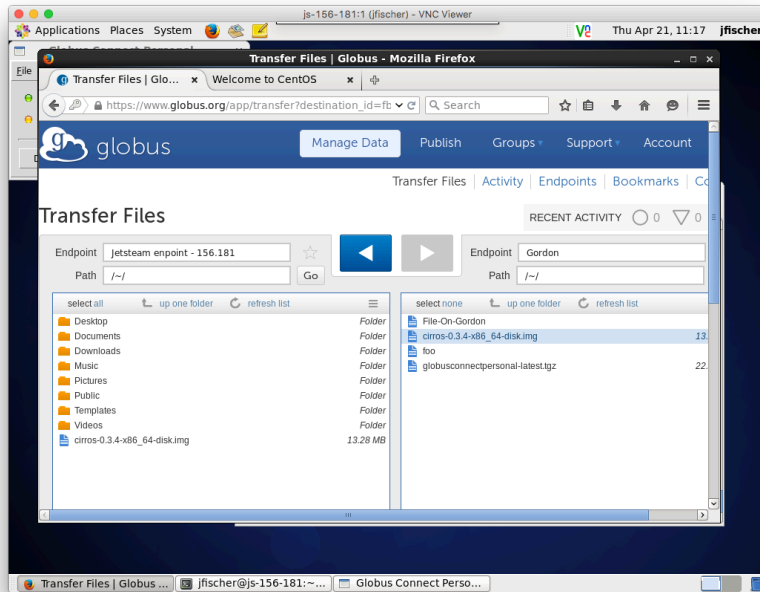 js-156-181:1 (jfischer) - VNC Viewer
Applications Places System Thu Apr 21, 11:17 jfischer
Transfer Files | Globus - Mozilla Firefox
File
Transfer Files | Glo... × Welcome to CentOS ×
https://www.globus.org/app/transfer?destination_id=fb Search
globus Manage Data Publish Groups Support Account
Transfer Files Activity Endpoints Bookmarks
Transfer Files
RECENT ACTIVITY 0 0
Endpoint Jetsteam enpoint - 156.181
Path /~/ Go
Endpoint Gordon
Path /~/
select all up one folder refresh list
Desktop Folder
Documents Folder
Downloads Folder
Music Folder
Pictures Folder
Public Folder
Templates Folder
Videos Folder
cirros-0.3.4-x86_64-disk.img 13.28 MB
select none up one folder refresh list
File-On-Gordon
cirros-0.3.4-x86_64-disk.img 13.
foo
globusconnectpersonal-latest.tgz 22.
Transfer Files | Globus ... jfischer@js-156-181:~... Globus Connect Perso...